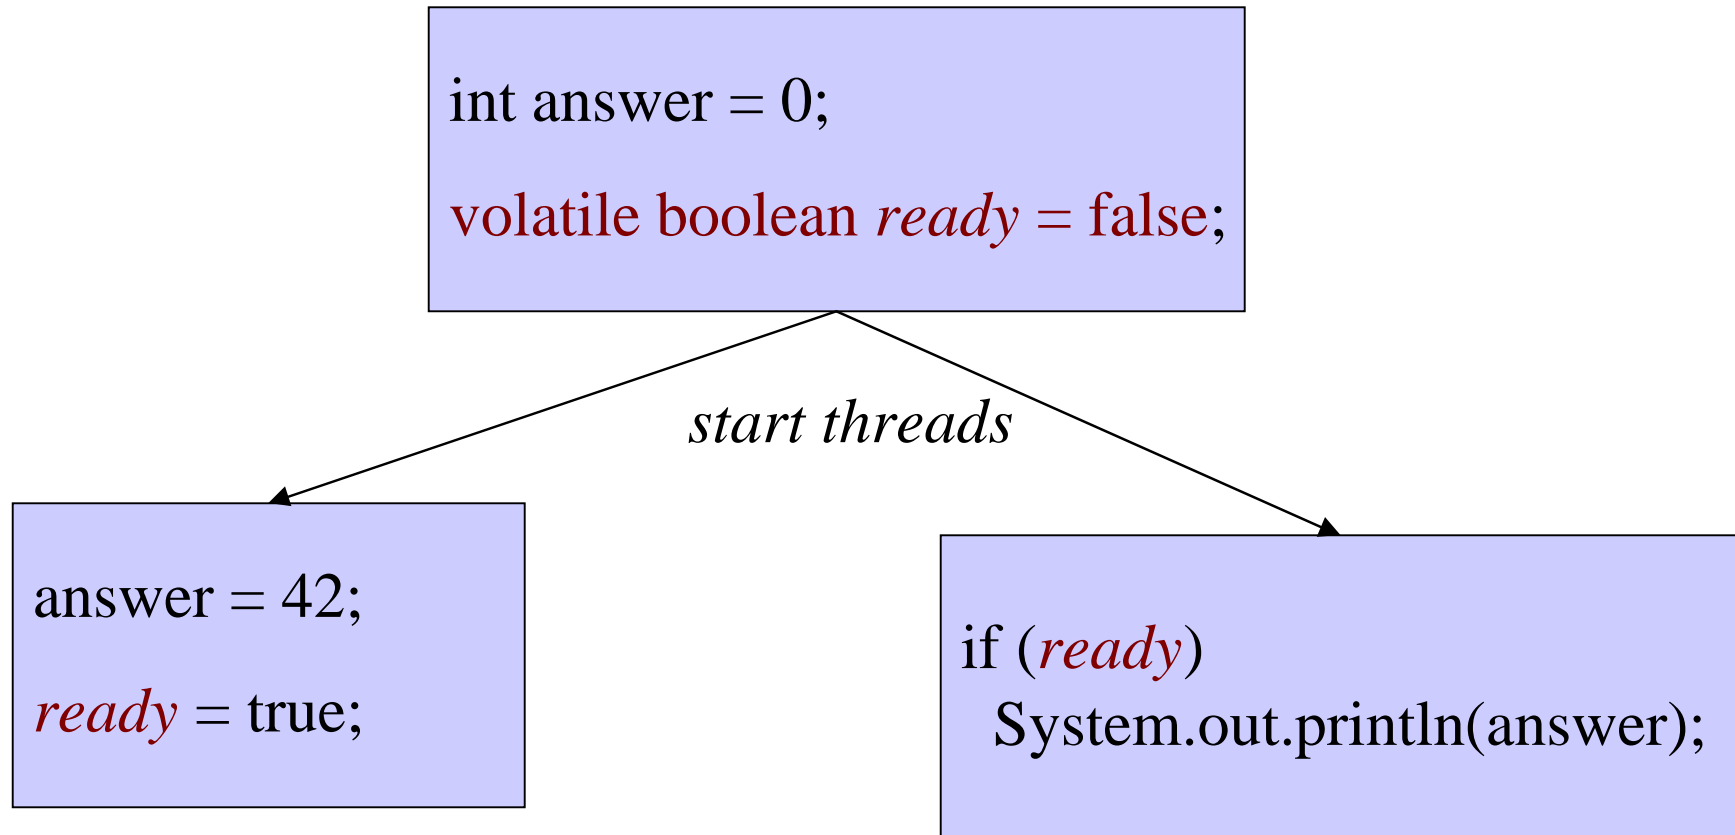 int answer = 0;
volatile boolean ready = false;
start threads
answer = 42;
ready = true;
if (ready)
System.out.println(answer);